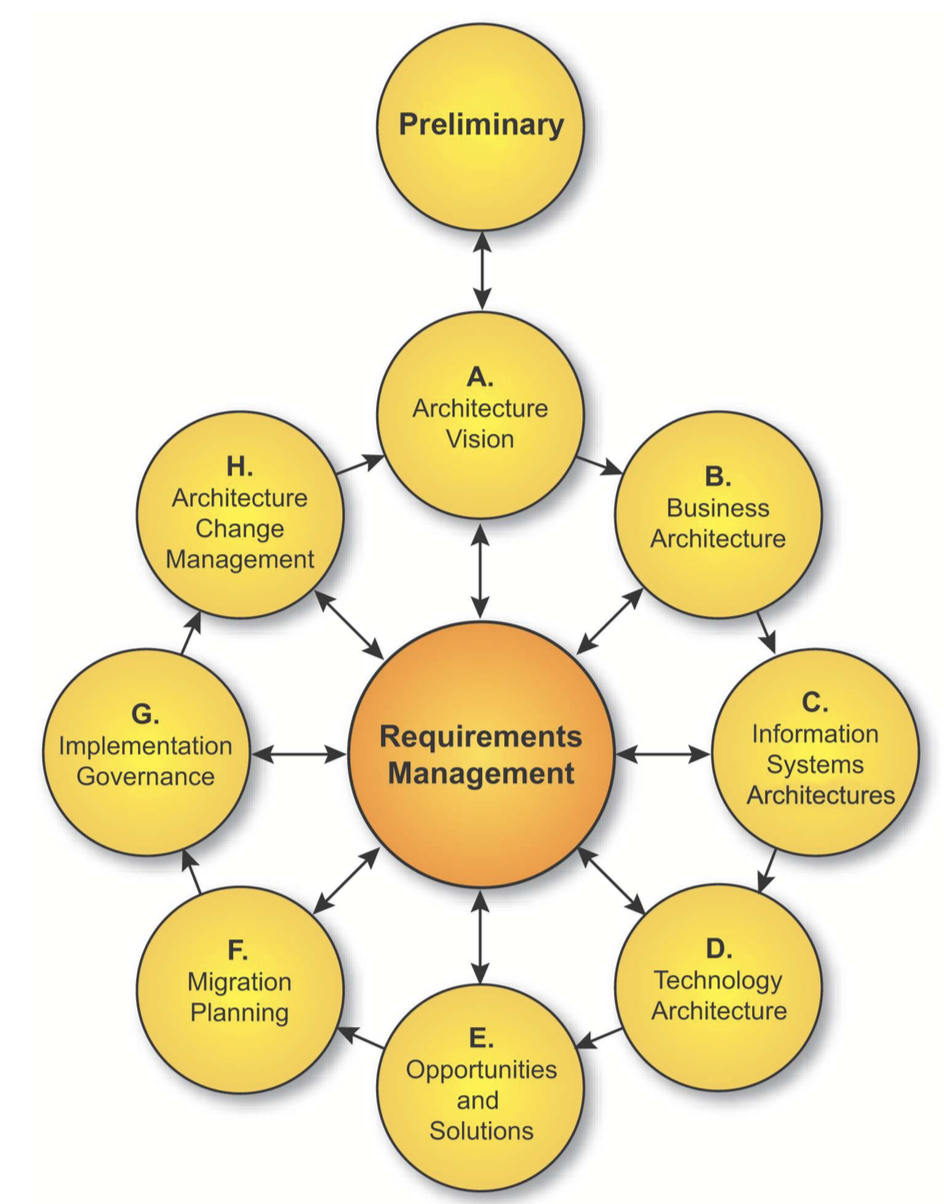 Preliminary
A.
Architecture
Vision
H.
Architecture
Change
Management
B.
Business
Architecture
G.
Implementation
Governance
Requirements
Management
C.
Information
Systems
Architectures
F.
Migration
Planning
D.
Technology
Architecture
E.
Opportunities
and
Solutions